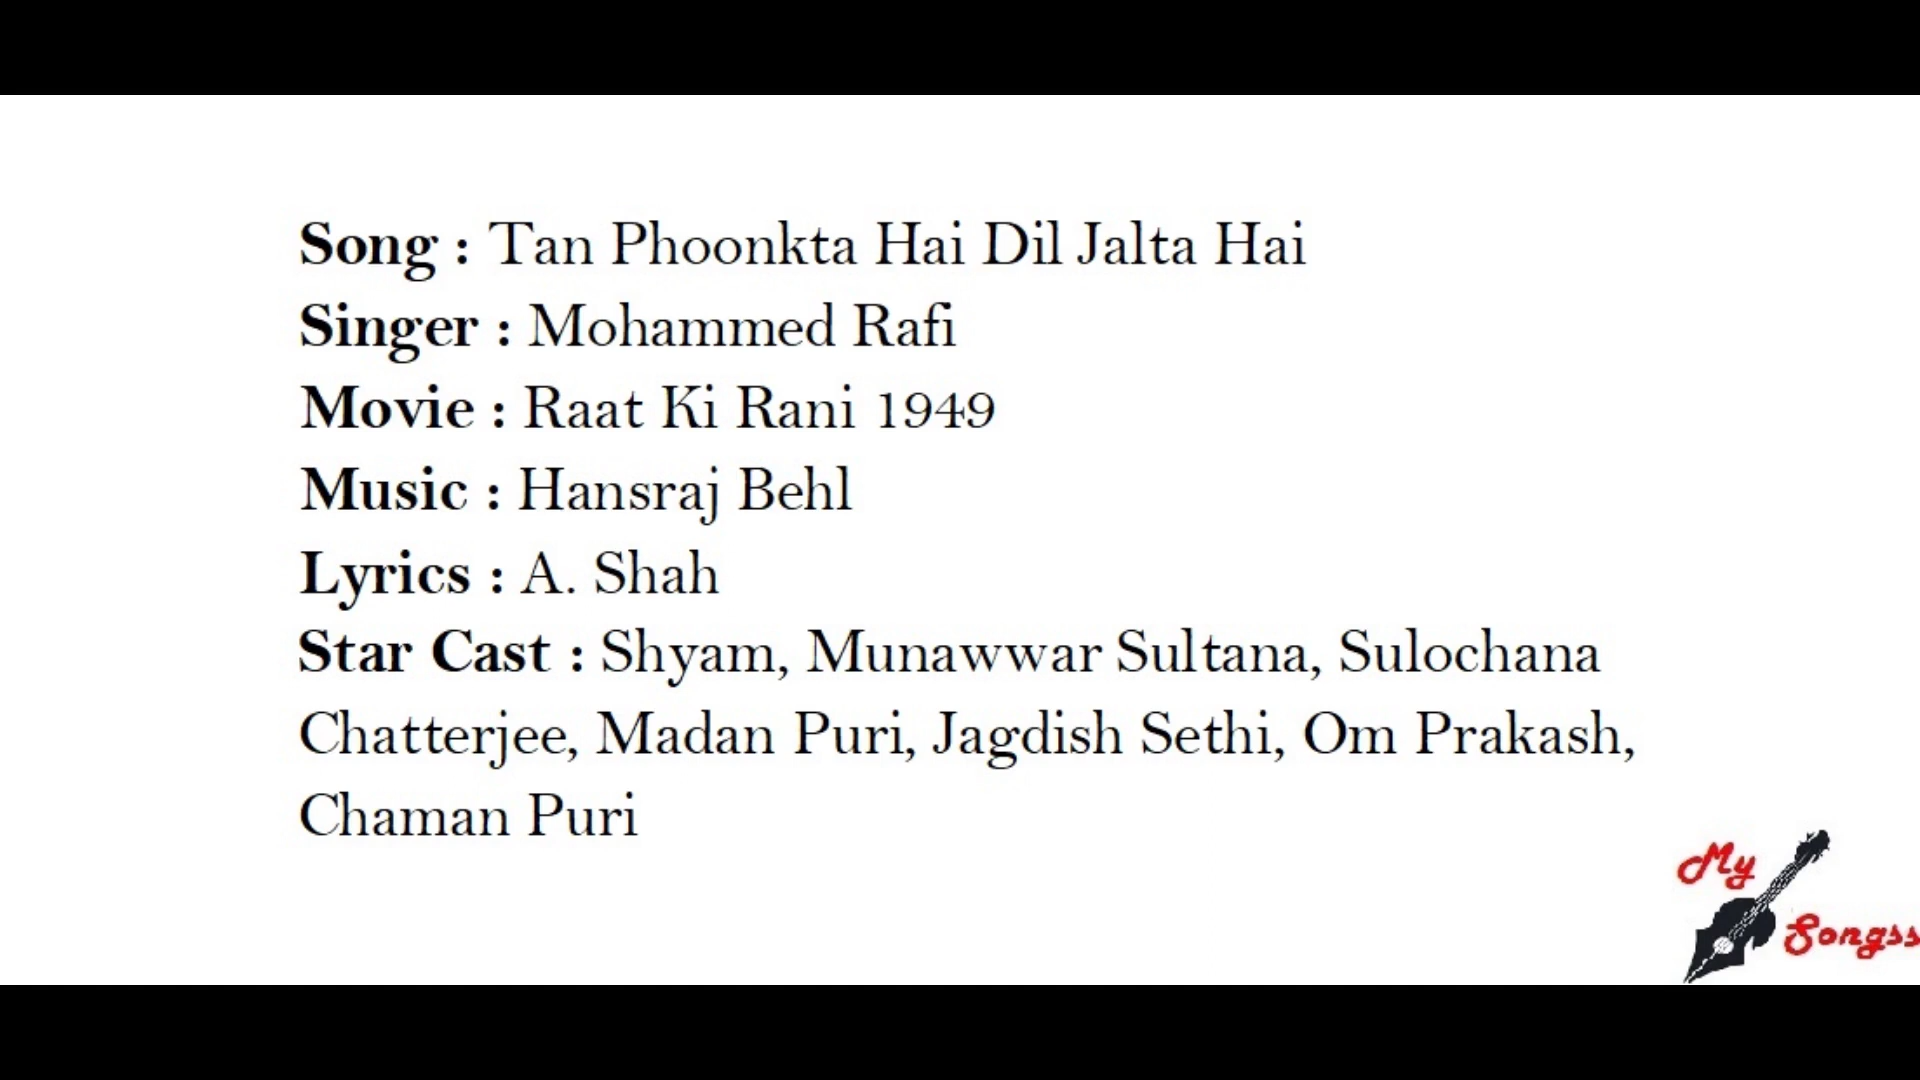 Song : Tan Phoonkta Hai Dil Jalta Hai
Singer : Mohammed Rafi
Movie : Raat Ki Rani 1949
Music : Hansraj Behl
Lyrics : A. Shah
Star Cast : Shyam, Munawwar Sultana, Sulochana
Chatterjee, Madan Puri, Jagdish Sethi, Om Prakash,
Chaman Puri
My
Songss